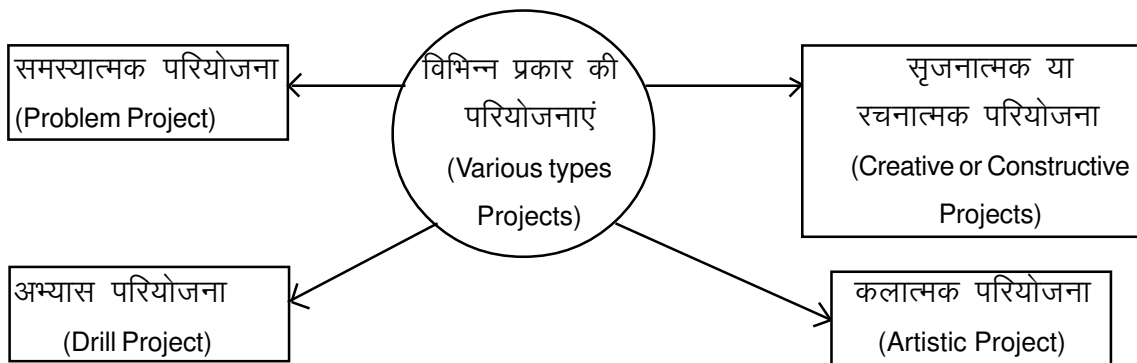 समस्यात्मक परियोजना
(Problem Project)
विभिन्न प्रकार की
परियोजनाएं
(Various types
Projects)
सृजनात्मक या
रचनात्मक परियोजना
(Creative or Constructive
Projects)
अभ्यास परियोजना
(Drill Project)
कलात्मक परियोजना
(Artistic Project)